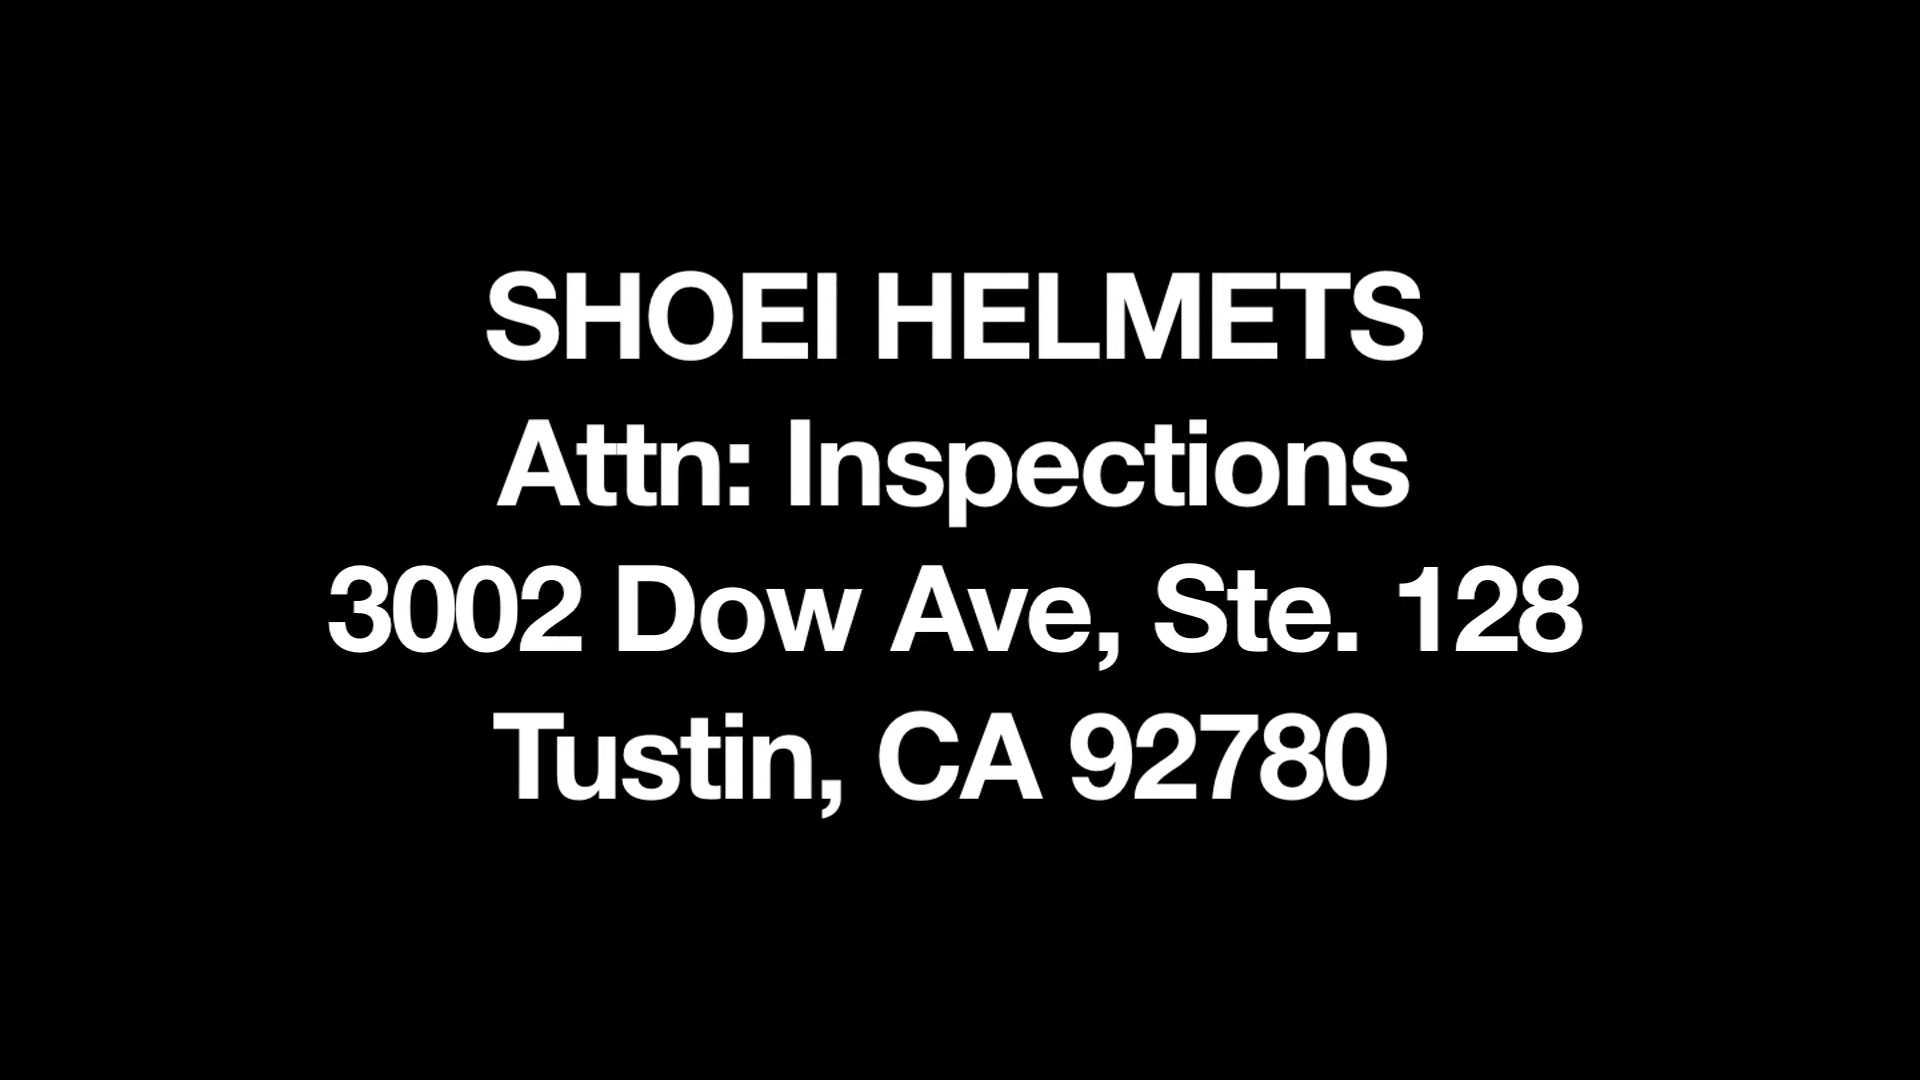 SHOEI HELMETS
Attn: Inspections
3002 Dow Ave, Ste. 128
Tustin, CA 92780